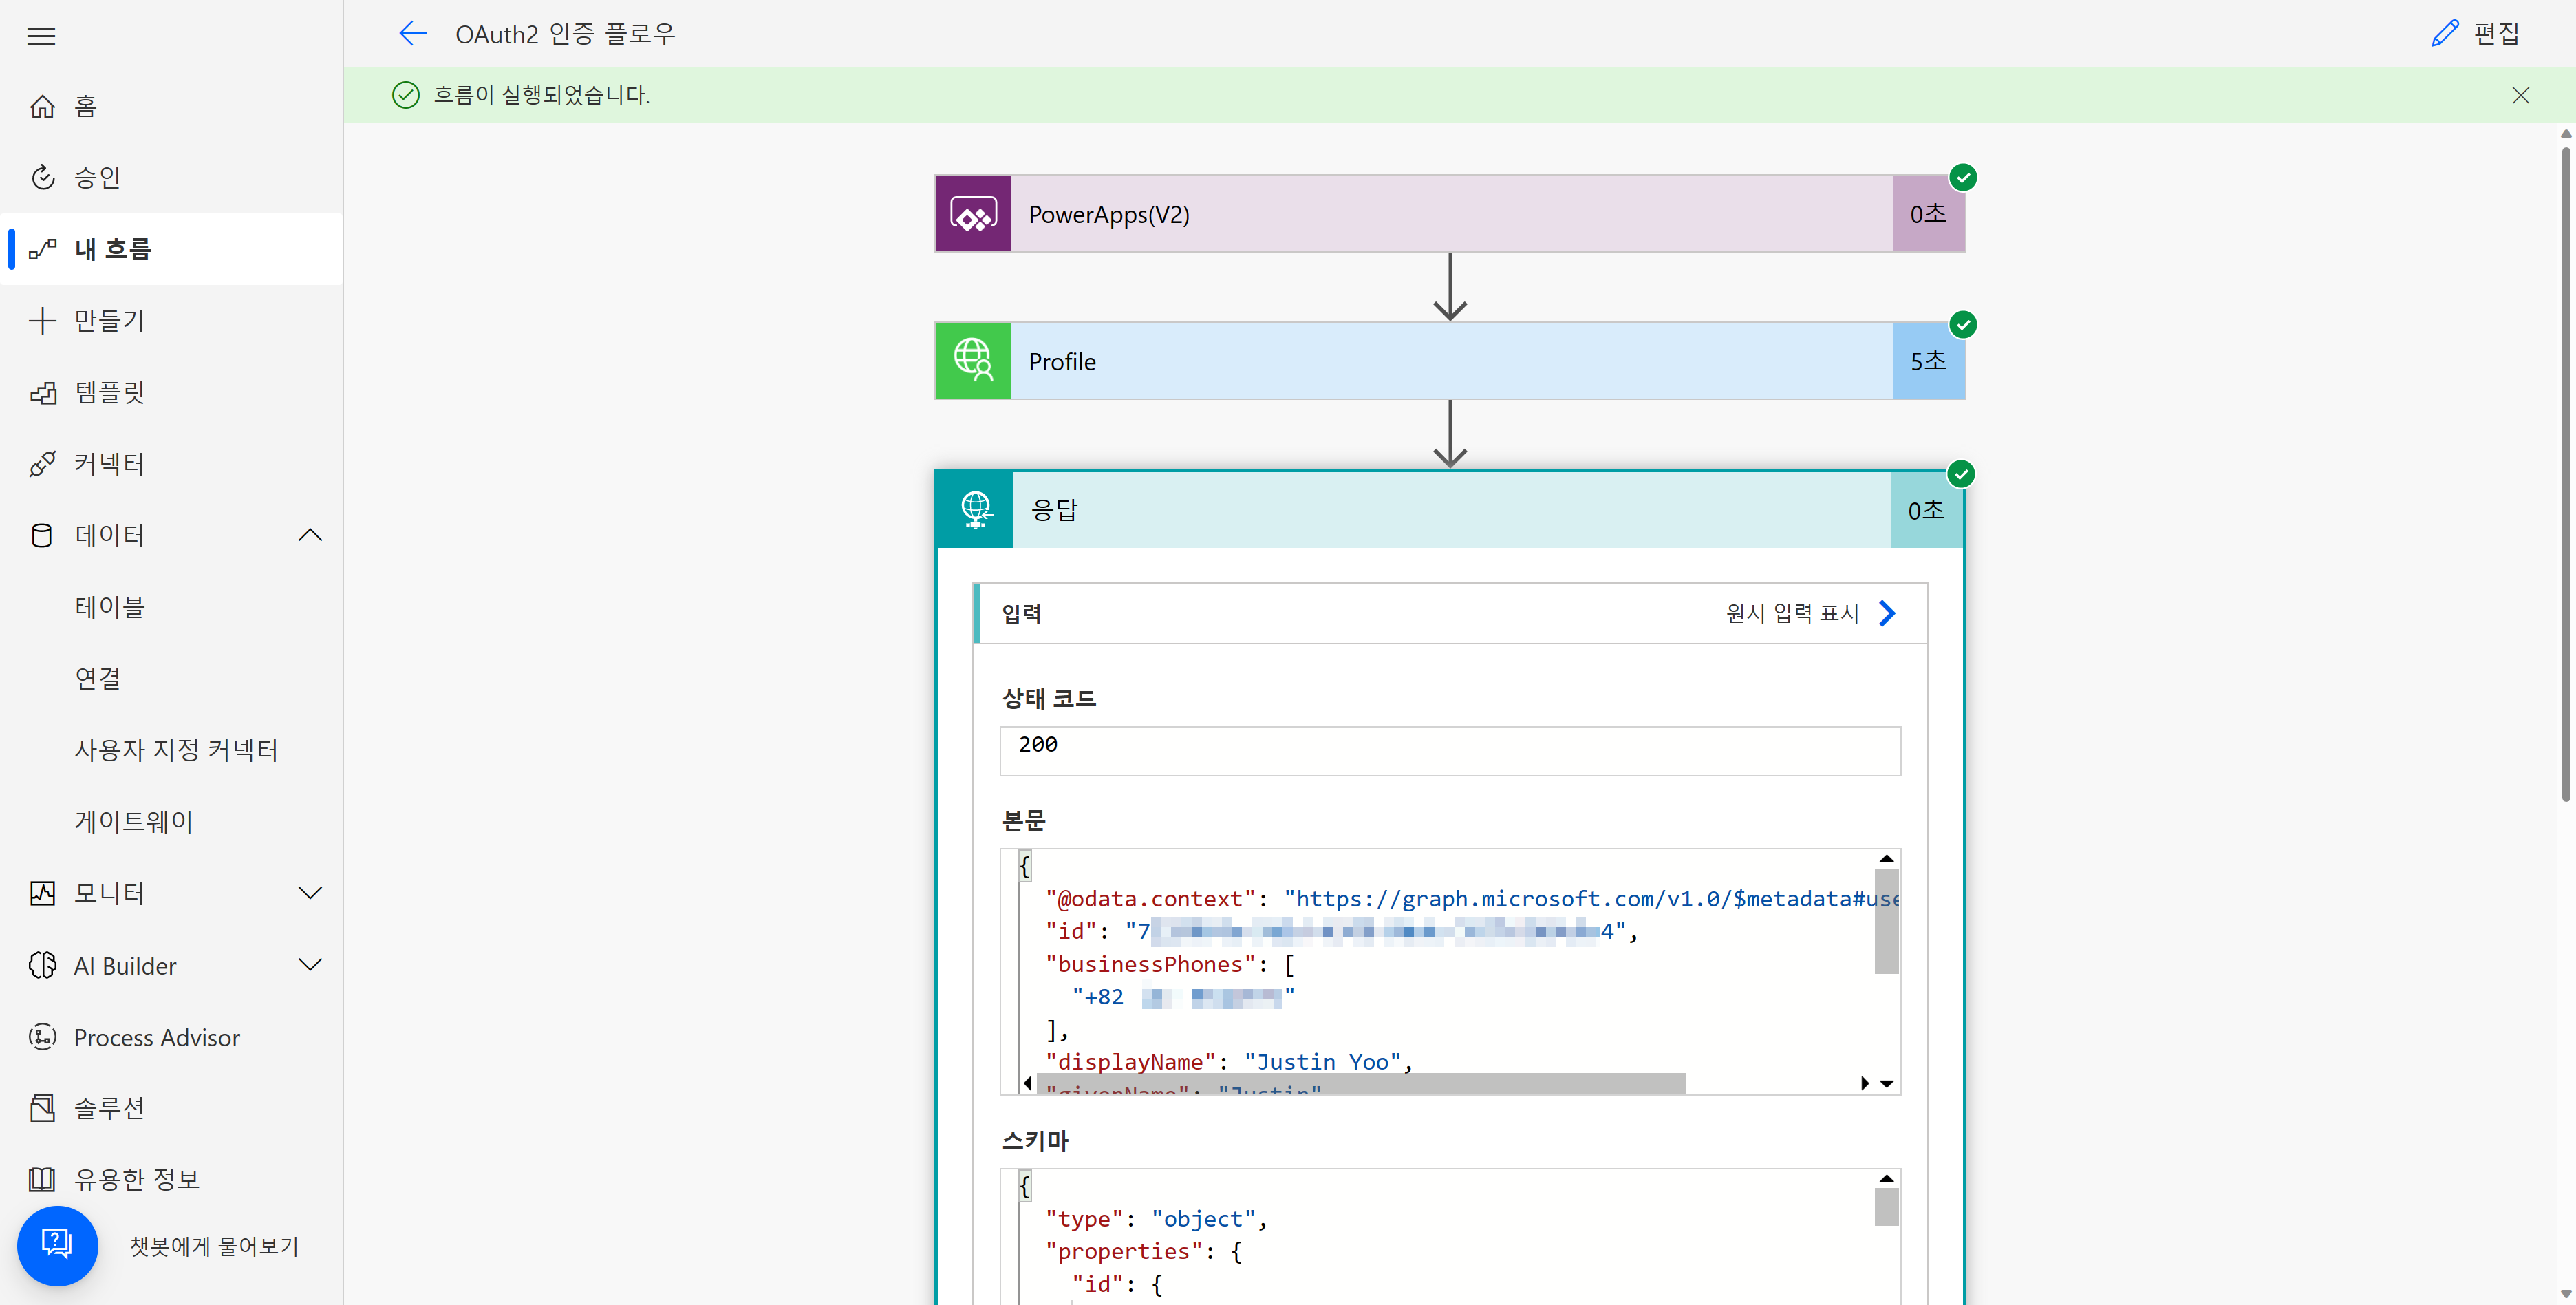 OAuth2 인증 플로우
편집
흐름이 실행되었습니다.
홈
승인
내 흐름
만들기
템플릿
커넥터
데이터
테이블
연결
사용자 지정 커넥터
게이트웨이
모니터
AI Builder
Process Advisor
솔루션
유용한 정보
챗봇에게 물어보기
PowerApps(V2)
0초
Profile
5초
응답
0초
입력
원시 입력 표시
상태 코드
200
본문
{
"@odata.context": "https://graph.microsoft.com/v1.0/$metadata#use
"id": "7 4",
"businessPhones": [
"+82 "
],
"displayName": "Justin Yoo",
"givenName": "Justin"
스키마
{
"type": "object",
"properties": {
"id": {